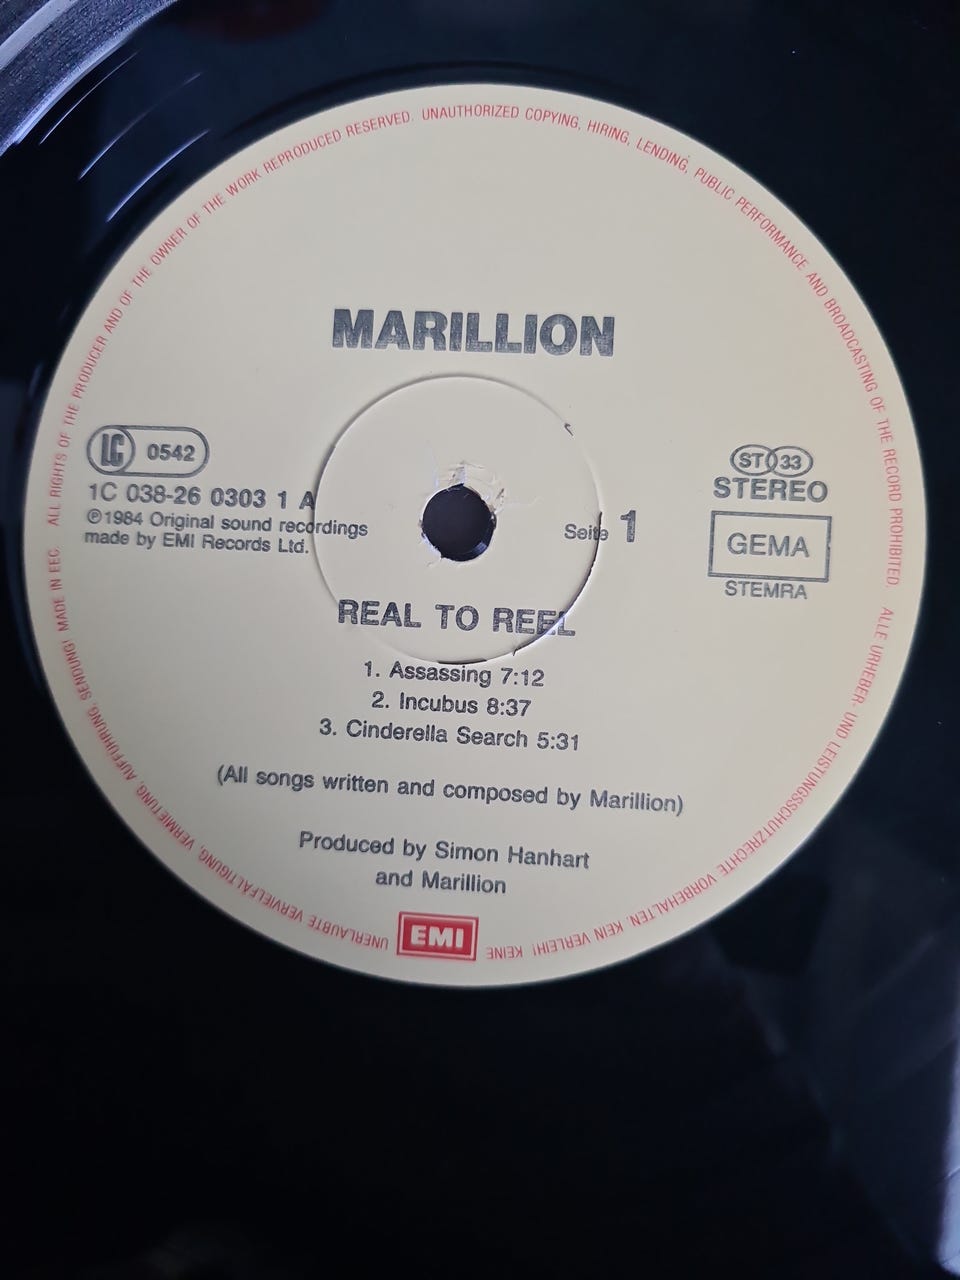 ALL RIGHTS OF THE PRODUCER AND OF THE OWNER OF THE WORK REPRODUCED RESERVED. UNAUTHORIZED COPYING, HIRING, LENDING, PUBLIC PERFORMANCE AND BROADCASTING OF THE RECORD PROHIBITED.
MARILLION
LC 0542
1C 038-26 0303 1 A
℗1984 Original sound recordings
made by EMI Records Ltd.
Seite 1
ST 33
STEREO
GEMA
STEMRA
REAL TO REEL
1. Assassing 7:12
2. Incubus 8:37
3. Cinderella Search 5:31
(All songs written and composed by Marillion)
Produced by Simon Hanhart
and Marillion
EMI
ALLE URHEBER- UND LEISTUNGSSCHUTZRECHTE VORBEHALTEN. KEIN VERLEIH! KEINE UNERLAUBTE VERVIELFÄLTIGUNG, VERMIETUNG, AUFFÜHRUNG, SENDUNG! MADE IN EEC